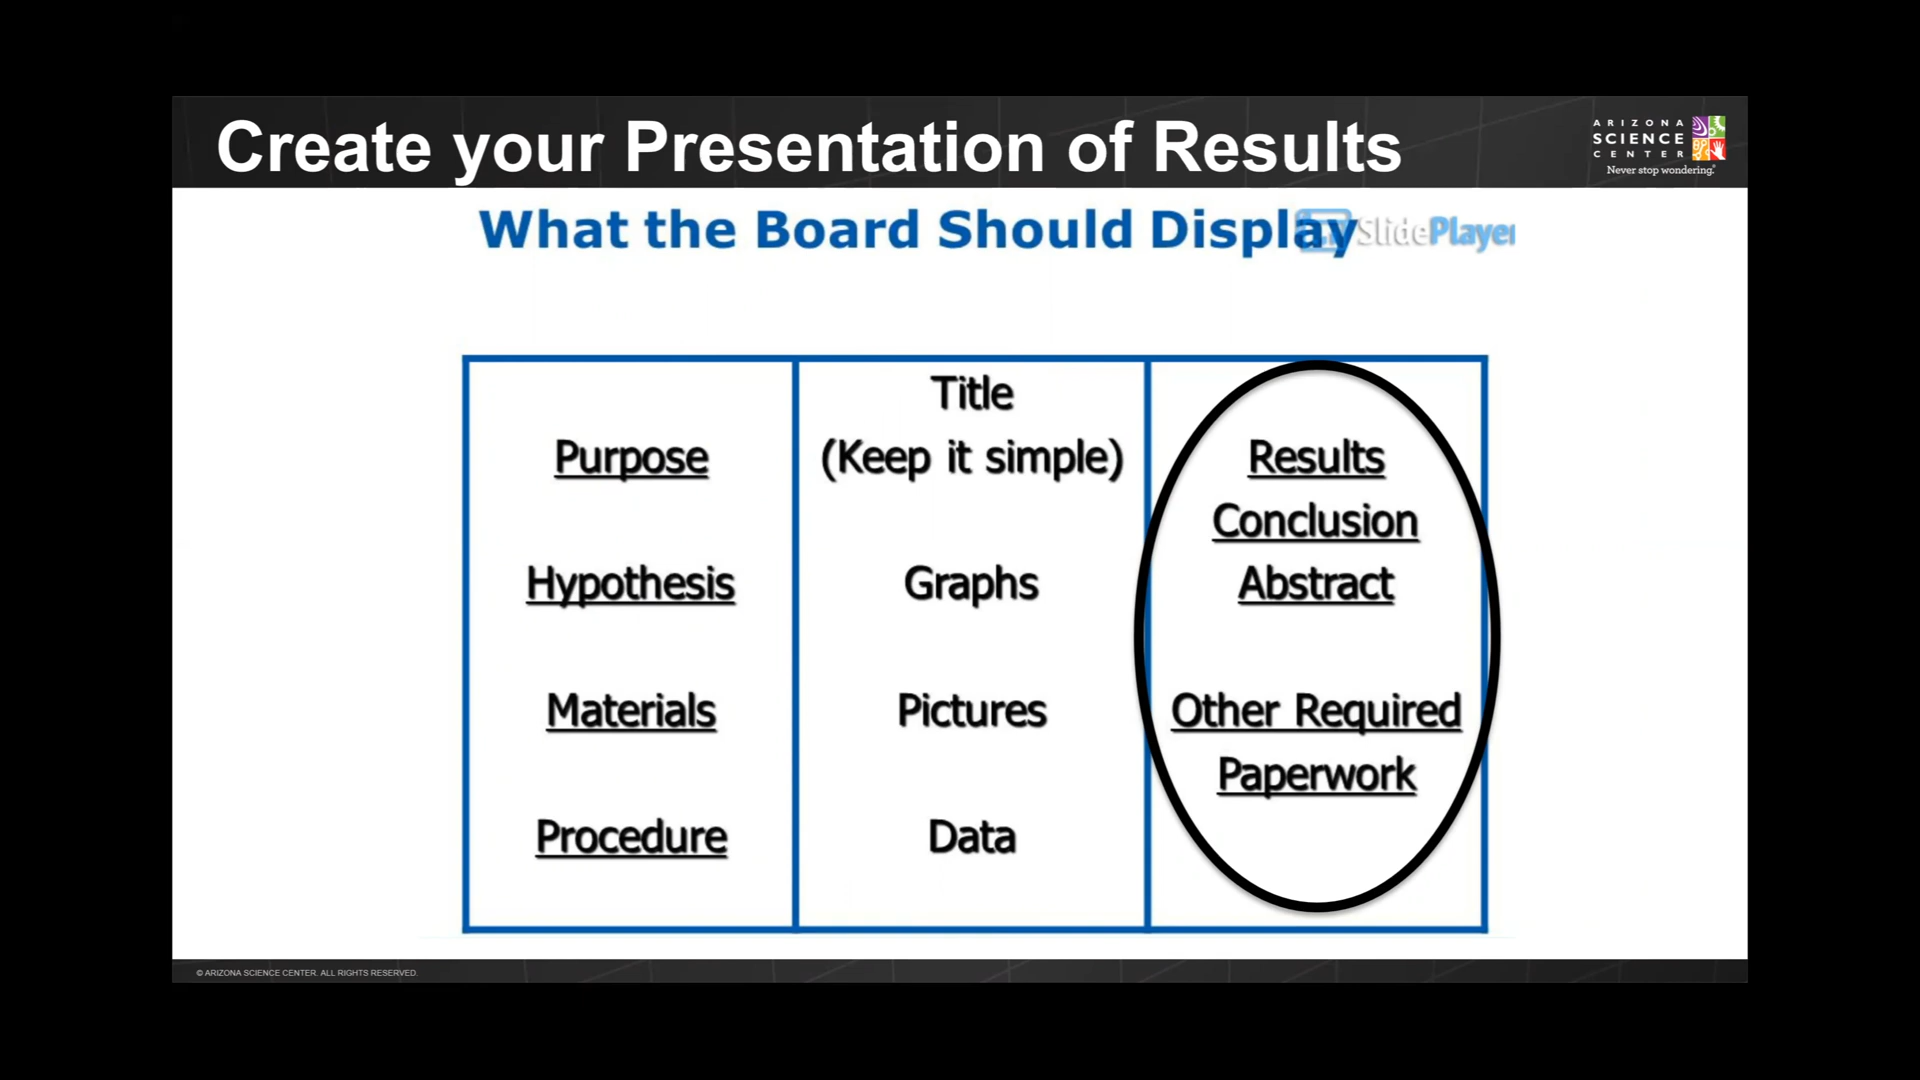 Create your Presentation of Results
ARIZONA
SCIENCE
CENTER
Never stop wondering.
What the Board Should Display
SlidePlayer
Purpose
Hypothesis
Materials
Procedure
Title
(Keep it simple)
Graphs
Pictures
Data
Results
Conclusion
Abstract
Other Required
Paperwork
© ARIZONA SCIENCE CENTER. ALL RIGHTS RESERVED.